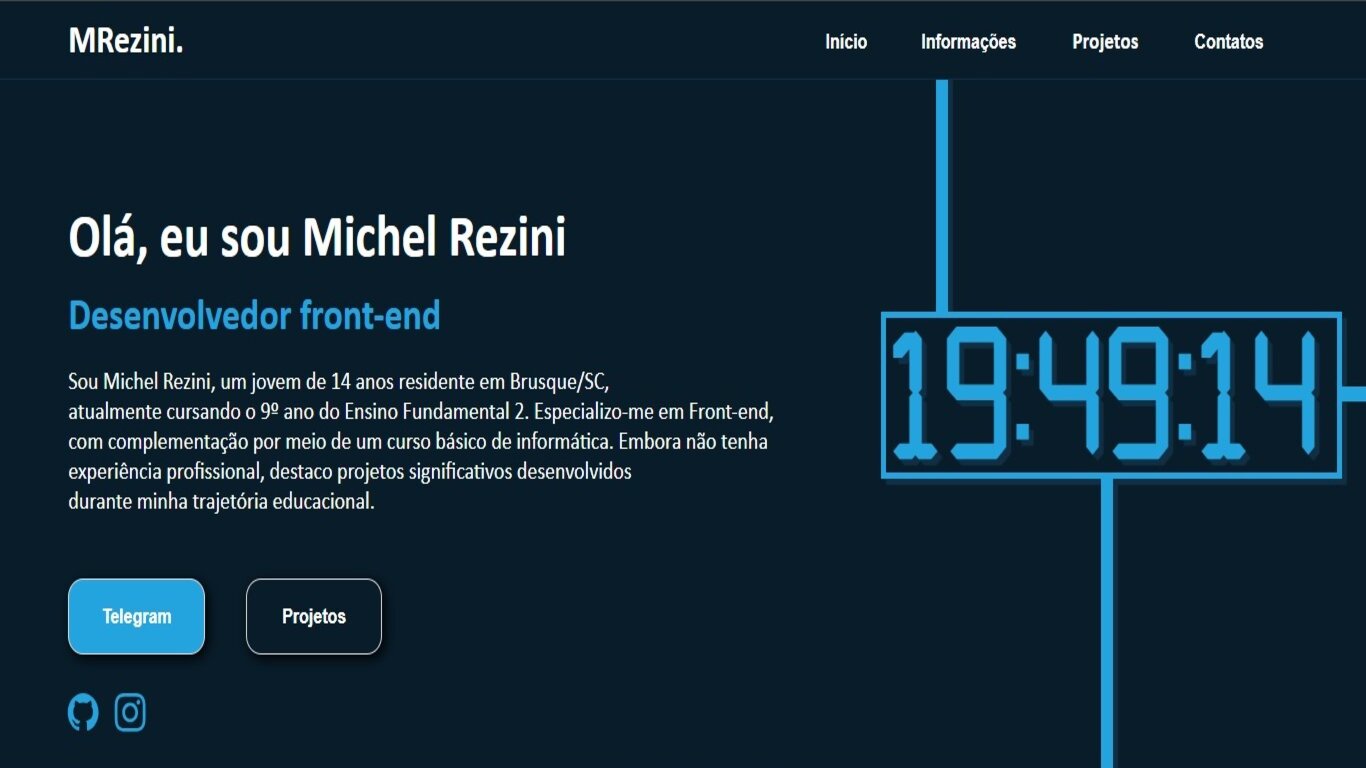 MRezini.
Início Informações Projetos Contatos
Olá, eu sou Michel Rezini
Desenvolvedor front-end
Sou Michel Rezini, um jovem de 14 anos residente em Brusque/SC,
atualmente cursando o 9º ano do Ensino Fundamental 2. Especializo-me em Front-end,
com complementação por meio de um curso básico de informática. Embora não tenha
experiência profissional, destaco projetos significativos desenvolvidos
durante minha trajetória educacional.
19:49:14
Telegram Projetos